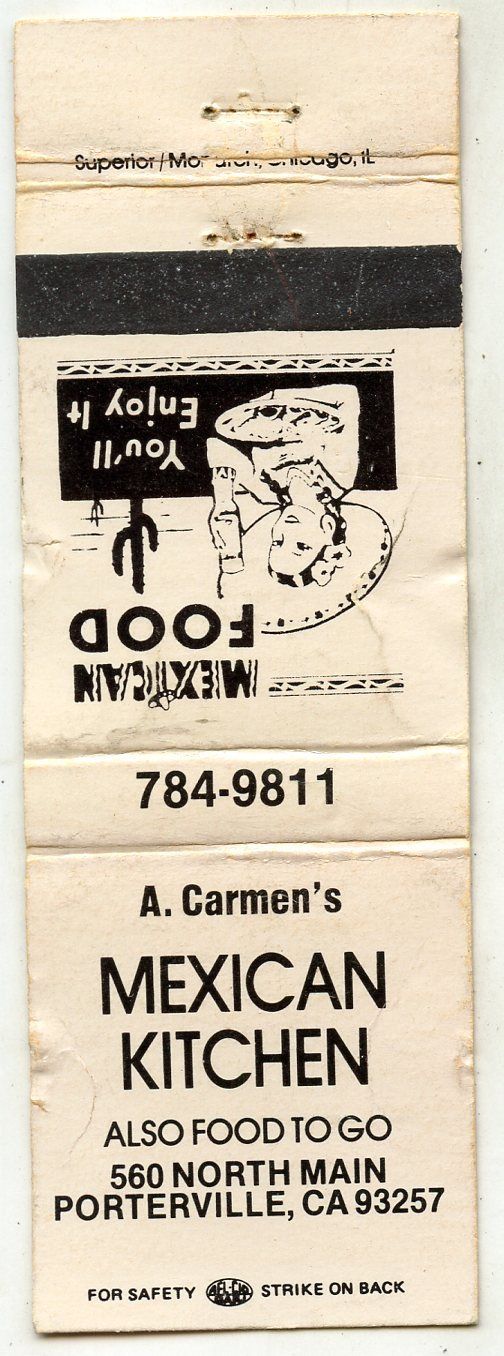 Superior / Chicago, IL
You'll
Enjoy It
MEXICAN
FOOD
784-9811
A. Carmen's
MEXICAN
KITCHEN
ALSO FOOD TO GO
560 NORTH MAIN
PORTERVILLE, CA 93257
FOR SAFETY STRIKE ON BACK